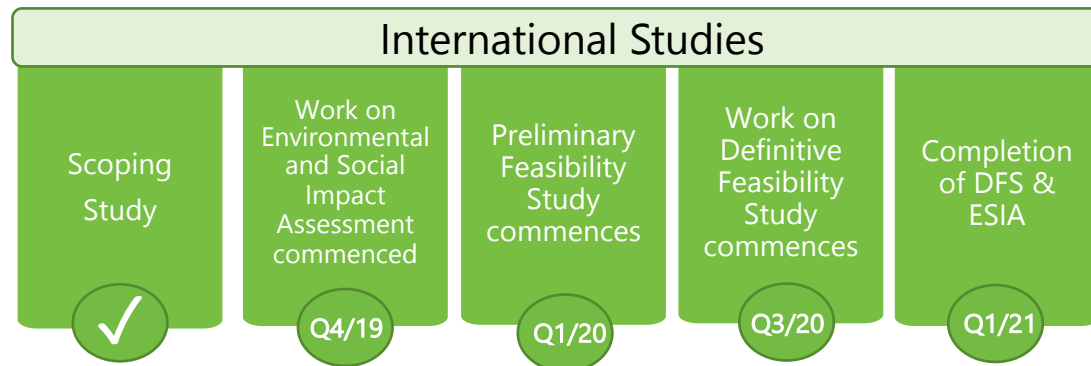 International Studies
Scoping
Study
Work on
Environmental
and Social
Impact
Assessment
commenced
Preliminary
Feasibility
Study
commences
Work on
Definitive
Feasibility
Study
commences
Completion
of DFS &
ESIA
✓
Q4/19
Q1/20
Q3/20
Q1/21